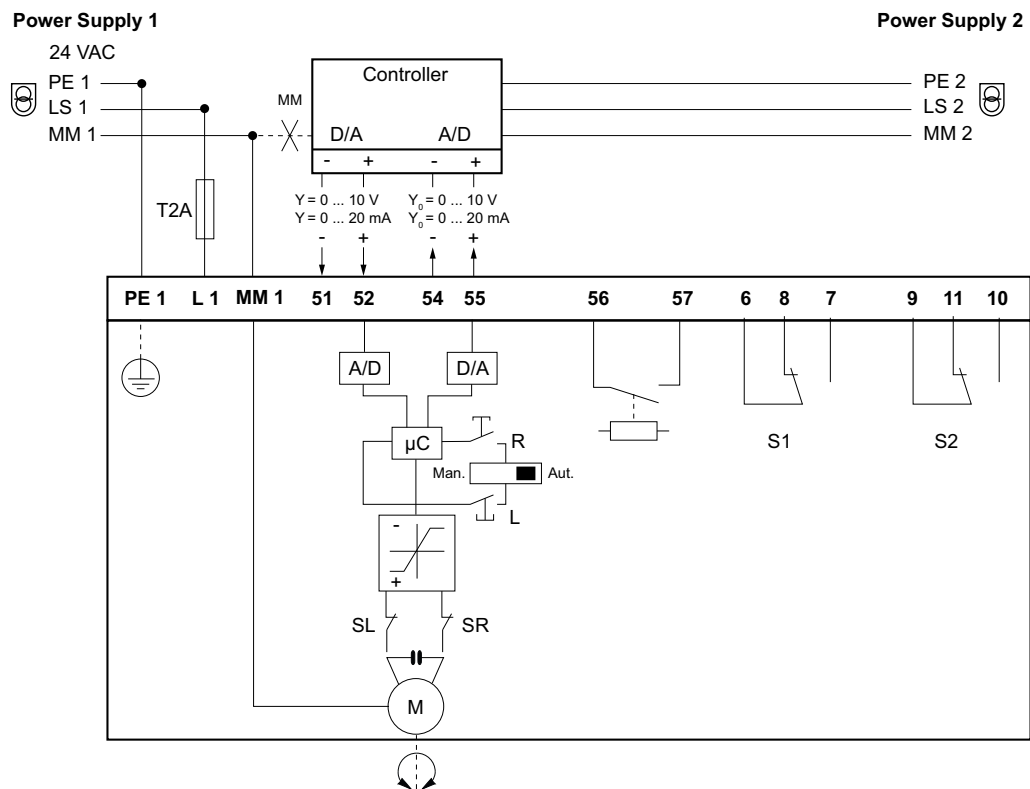 Power Supply 1
Power Supply 2
24 VAC
PE 1
LS 1
MM 1
MM
Controller
D/A
A/D
- + - +
PE 2
LS 2
MM 2
T2A
Y = 0 ... 10 V
Y = 0 ... 20 mA
- +
Y₀ = 0 ... 10 V
Y₀ = 0 ... 20 mA
- +
PE 1 L 1 MM 1 51 52 54 55 56 57 6 8 7 9 11 10
A/D
D/A
µC
R
Man.
Aut.
L
S1
S2
-
+
SL
SR
M